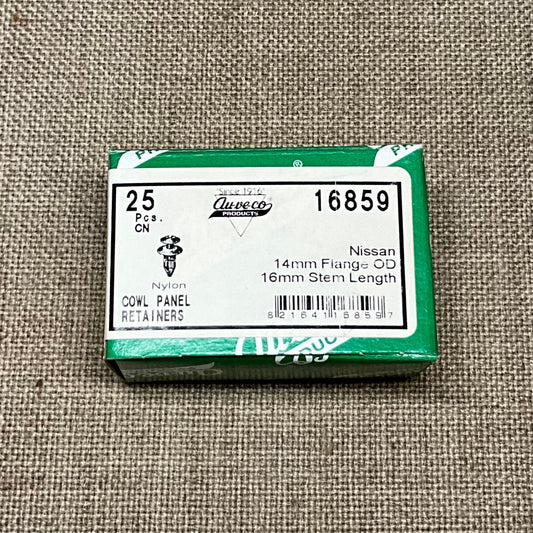 25
Pcs.
CN
"Since 1916"
Au-ve-co
PRODUCTS
®
16859
Nissan
14mm Flange OD
16mm Stem Length
Nylon
COWL PANEL
RETAINERS
8 21641 16859 7